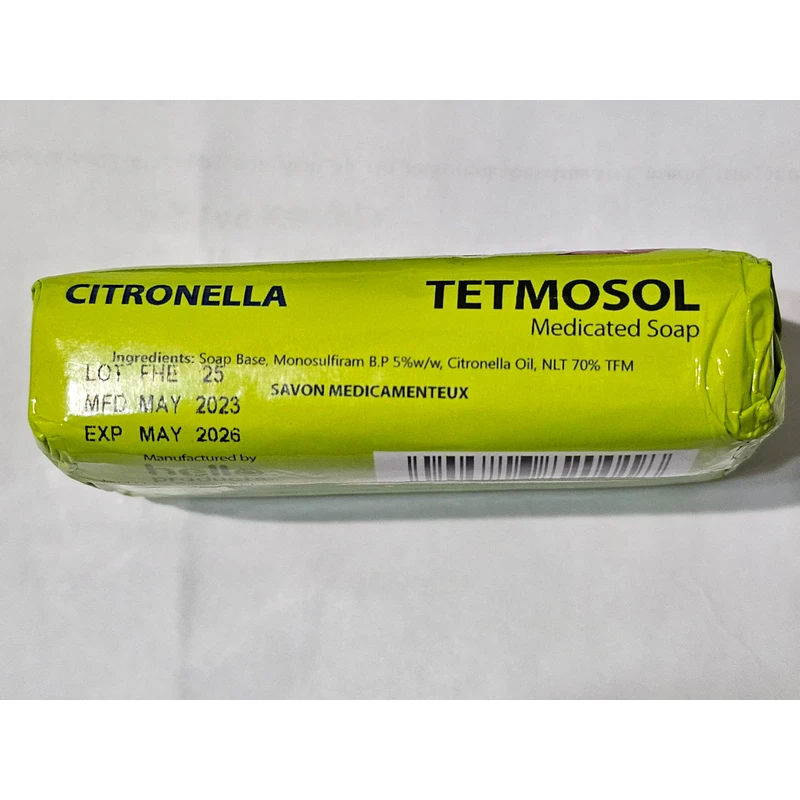 CITRONELLA
TETMOSOL
Medicated Soap
Ingredients: Soap Base, Monosulfiram B.P 5%w/w, Citronella Oil, NLT 70% TFM
LOT FHE 25
SAVON MEDICAMENTEUX
MFD MAY 2023
EXP MAY 2026
Manufactured by
products